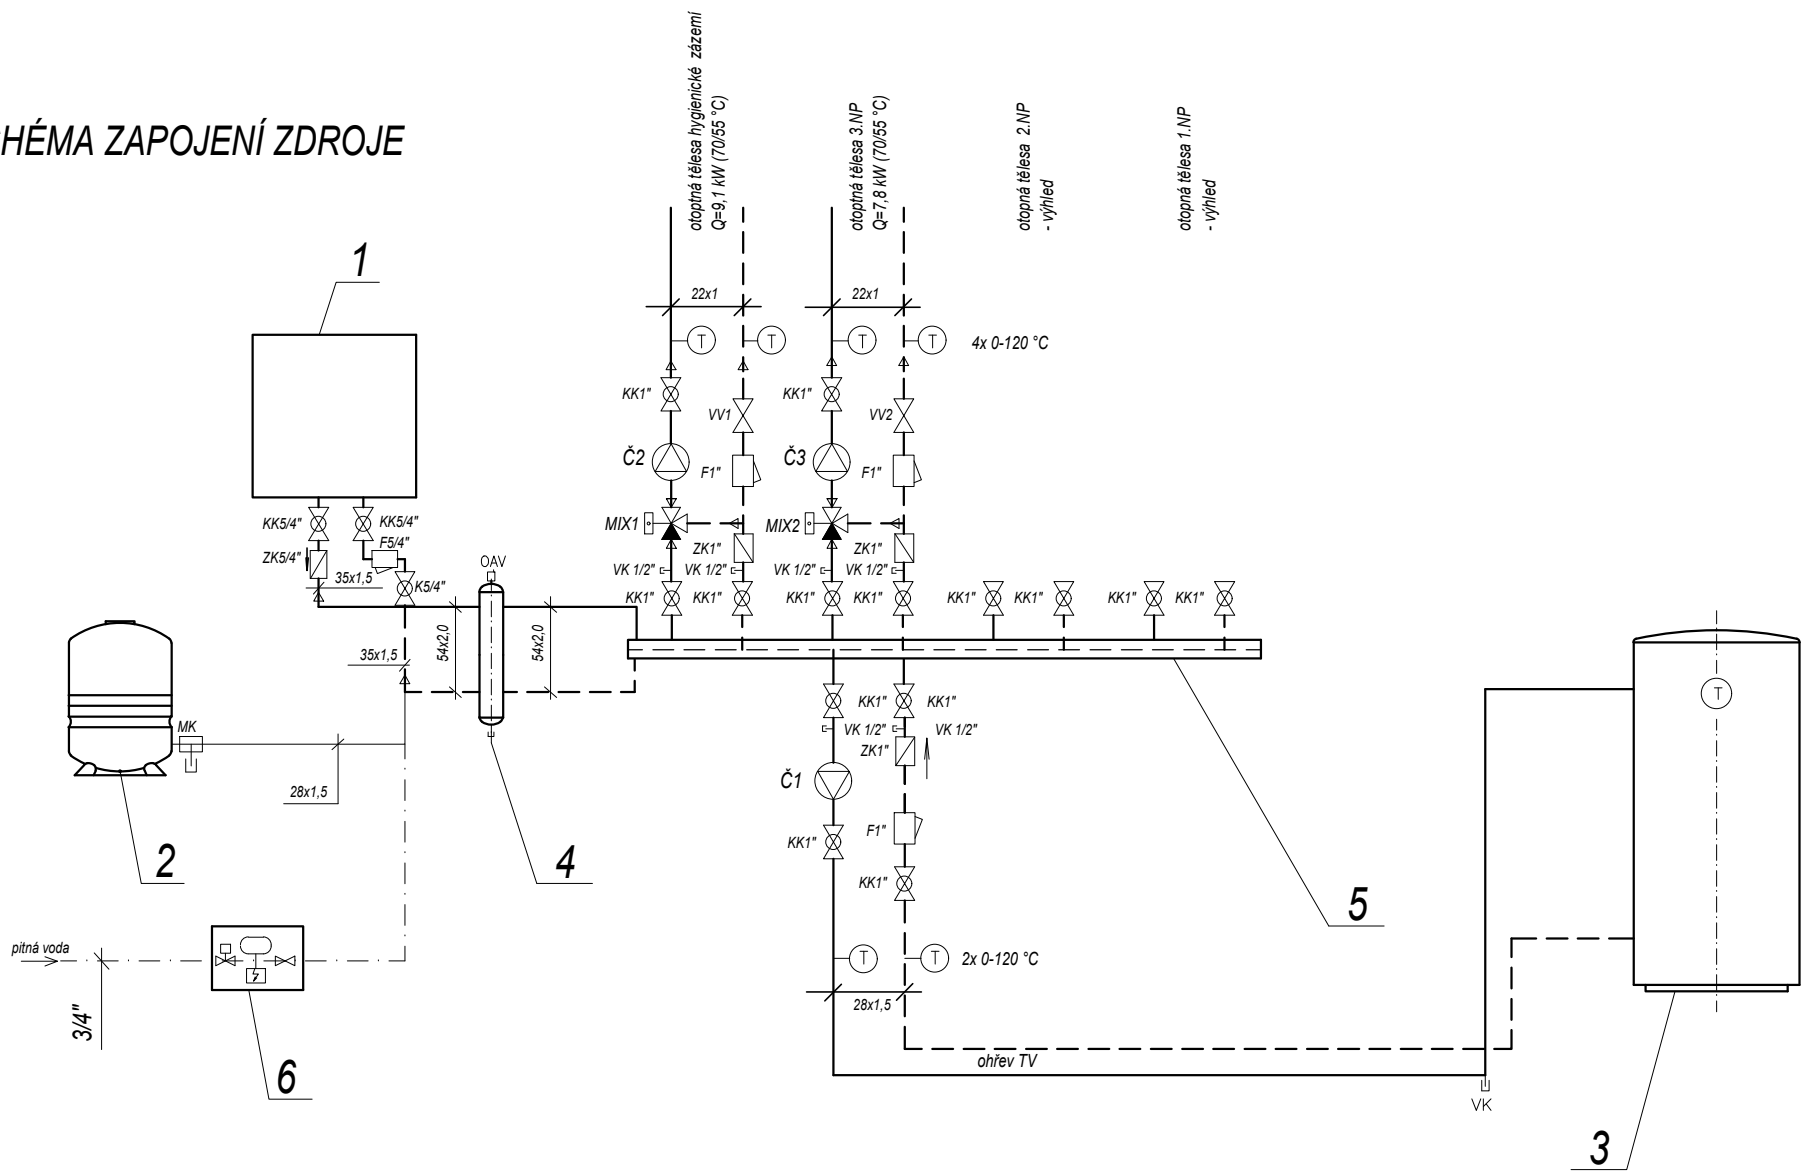 HÉMA ZAPOJENÍ ZDROJE
otoptná tělesa hygienické zázemí
Q=9,1 kW (70/55 °C)
otoptná tělesa 3.NP
Q=7,8 kW (70/55 °C)
otopná tělesa 2.NP
- výhled
otopná tělesa 1.NP
- výhled
1
22x1
22x1
T
T
T
T
4x 0-120 °C
KK1"
KK1"
VV1
VV2
Č2
Č3
F1"
F1"
KK5/4"
KK5/4"
MIX1
MIX2
F5/4"
ZK5/4"
ZK1"
ZK1"
OAV
35x1,5
K5/4"
VK 1/2"
VK 1/2"
VK 1/2"
VK 1/2"
KK1"
KK1"
KK1"
KK1"
KK1"
KK1"
KK1"
KK1"
54x2,0
54x2,0
35x1,5
T
KK1"
KK1"
MK
VK 1/2"
VK 1/2"
ZK1"
Č1
28x1,5
KK1"
F1"
2
4
KK1"
5
pitná voda
T
T
2x 0-120 °C
3/4"
28x1,5
6
ohřev TV
VK
3